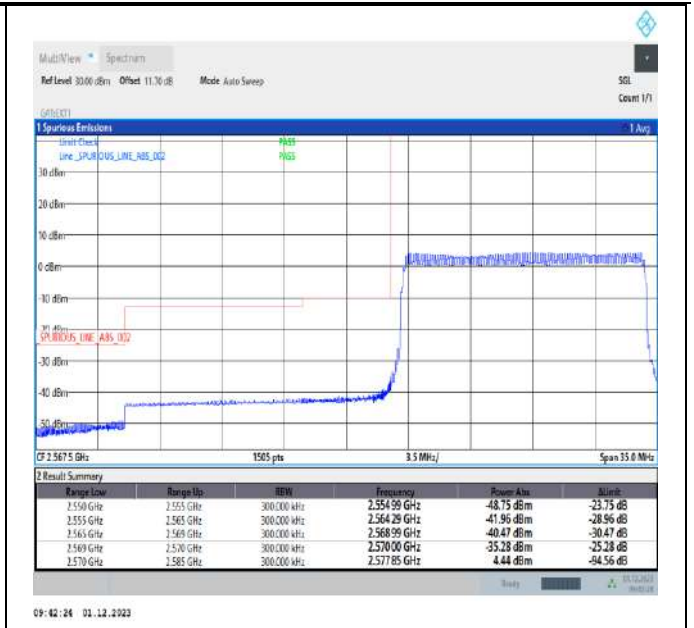 MultiView Spectrum
Ref Level 30.00 dBm Offset 11.70 dB Mode Auto Sweep SGL
Count 1/1
1 Spurious Emissions 1 Avg
Limit Check PASS
Line _SPURIOUS_LINE_ABS_002 PASS
30 dBm
20 dBm
10 dBm
0 dBm
-10 dBm
-20 dBm
_SPURIOUS_LINE_ABS_002
-30 dBm
-40 dBm
-50 dBm
CF 2.5675 GHz 1505 pts 3.5 MHz/ Span 35.0 MHz
2 Result Summary
Range Low Range Up RBW Frequency Power Abs ΔLimit
2.550 GHz 2.555 GHz 300.000 kHz 2.55499 GHz -48.75 dBm -23.75 dB
2.555 GHz 2.565 GHz 300.000 kHz 2.56429 GHz -41.96 dBm -28.96 dB
2.565 GHz 2.569 GHz 300.000 kHz 2.56899 GHz -40.47 dBm -30.47 dB
2.569 GHz 2.570 GHz 300.000 kHz 2.57000 GHz -35.28 dBm -25.28 dB
2.570 GHz 2.585 GHz 300.000 kHz 2.57785 GHz 4.44 dBm -94.56 dB
Ready
09:42:24 01.12.2023